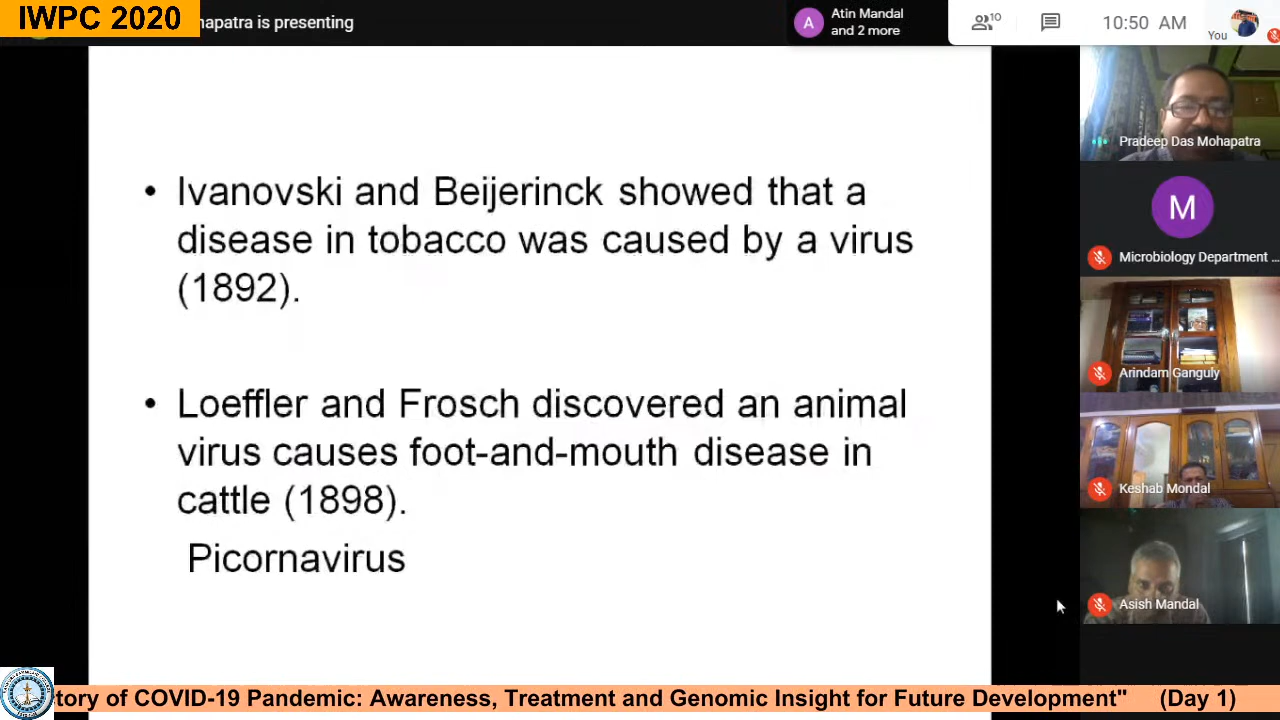 IWPC 2020
apatra is presenting
A
Atin Mandal
and 2 more
10
10:50 AM
You
• Ivanovski and Beijerinck showed that a
disease in tobacco was caused by a virus
(1892).
• Loeffler and Frosch discovered an animal
virus causes foot-and-mouth disease in
cattle (1898).
Picornavirus
Pradeep Das Mohapatra
M
Microbiology Department ...
Arindam Ganguly
Keshab Mondal
Asish Mandal
tory of COVID-19 Pandemic: Awareness, Treatment and Genomic Insight for Future Development" (Day 1)